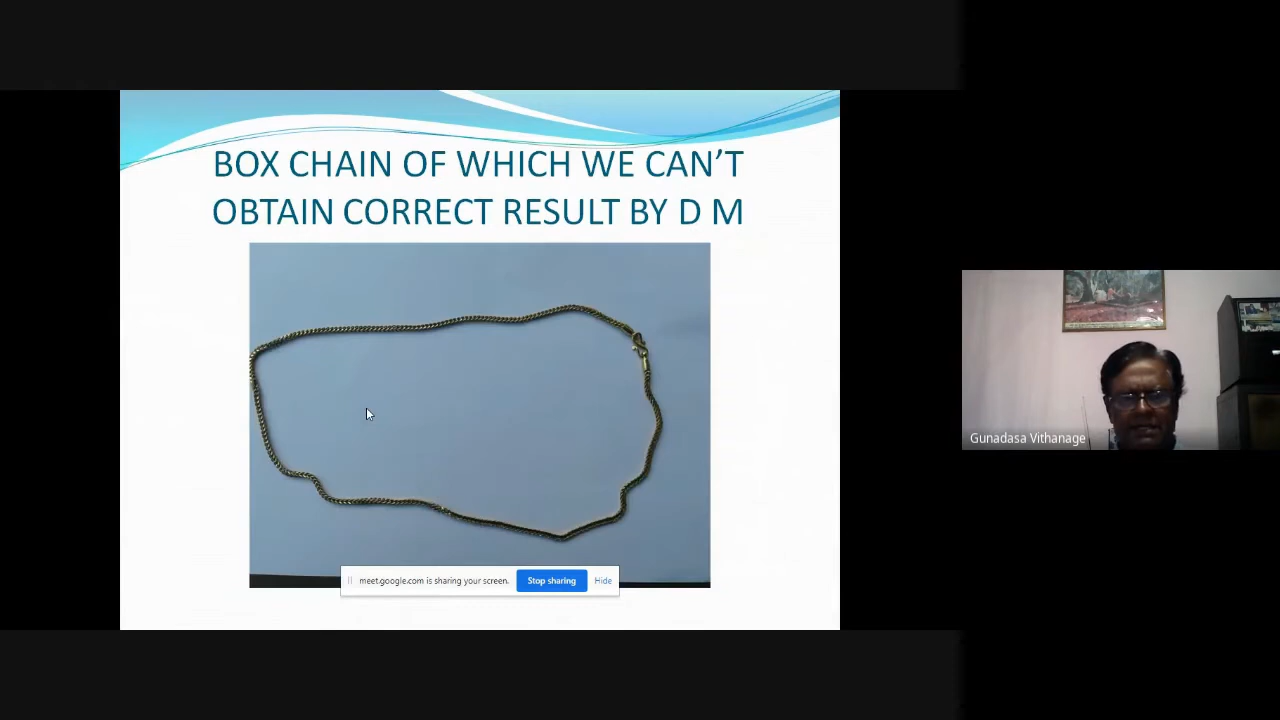 BOX CHAIN OF WHICH WE CAN’T
OBTAIN CORRECT RESULT BY D M
meet.google.com is sharing your screen.
Stop sharing
Hide
Gunadasa Vithanage